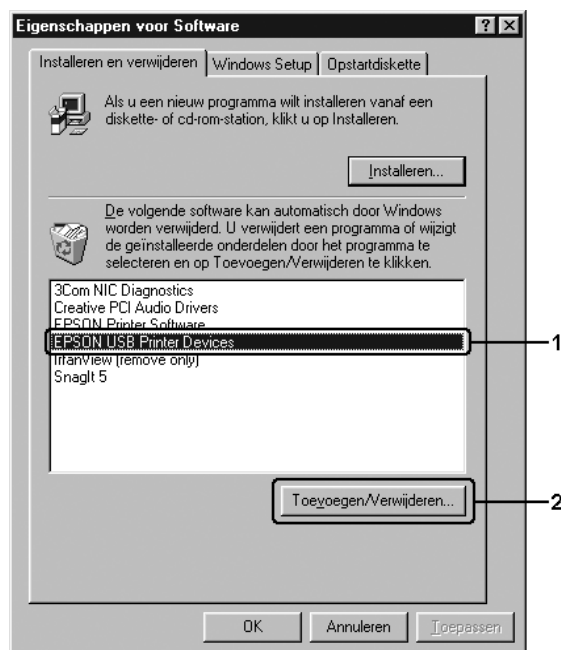 Eigenschappen voor Software
Installeren en verwijderen
Windows Setup
Opstartdiskette
Als u een nieuw programma wilt installeren vanaf een
diskette- of cd-rom-station, klikt u op Installeren.
Installeren...
De volgende software kan automatisch door Windows
worden verwijderd. U verwijdert een programma of wijzigt
de geïnstalleerde onderdelen door het programma te
selecteren en op Toevoegen/Verwijderen te klikken.
3Com NIC Diagnostics
Creative PCI Audio Drivers
EPSON Printer Software
EPSON USB Printer Devices
1
IrfanView (remove only)
SnagIt 5
Toevoegen/Verwijderen...
2
OK
Annuleren
Toepassen